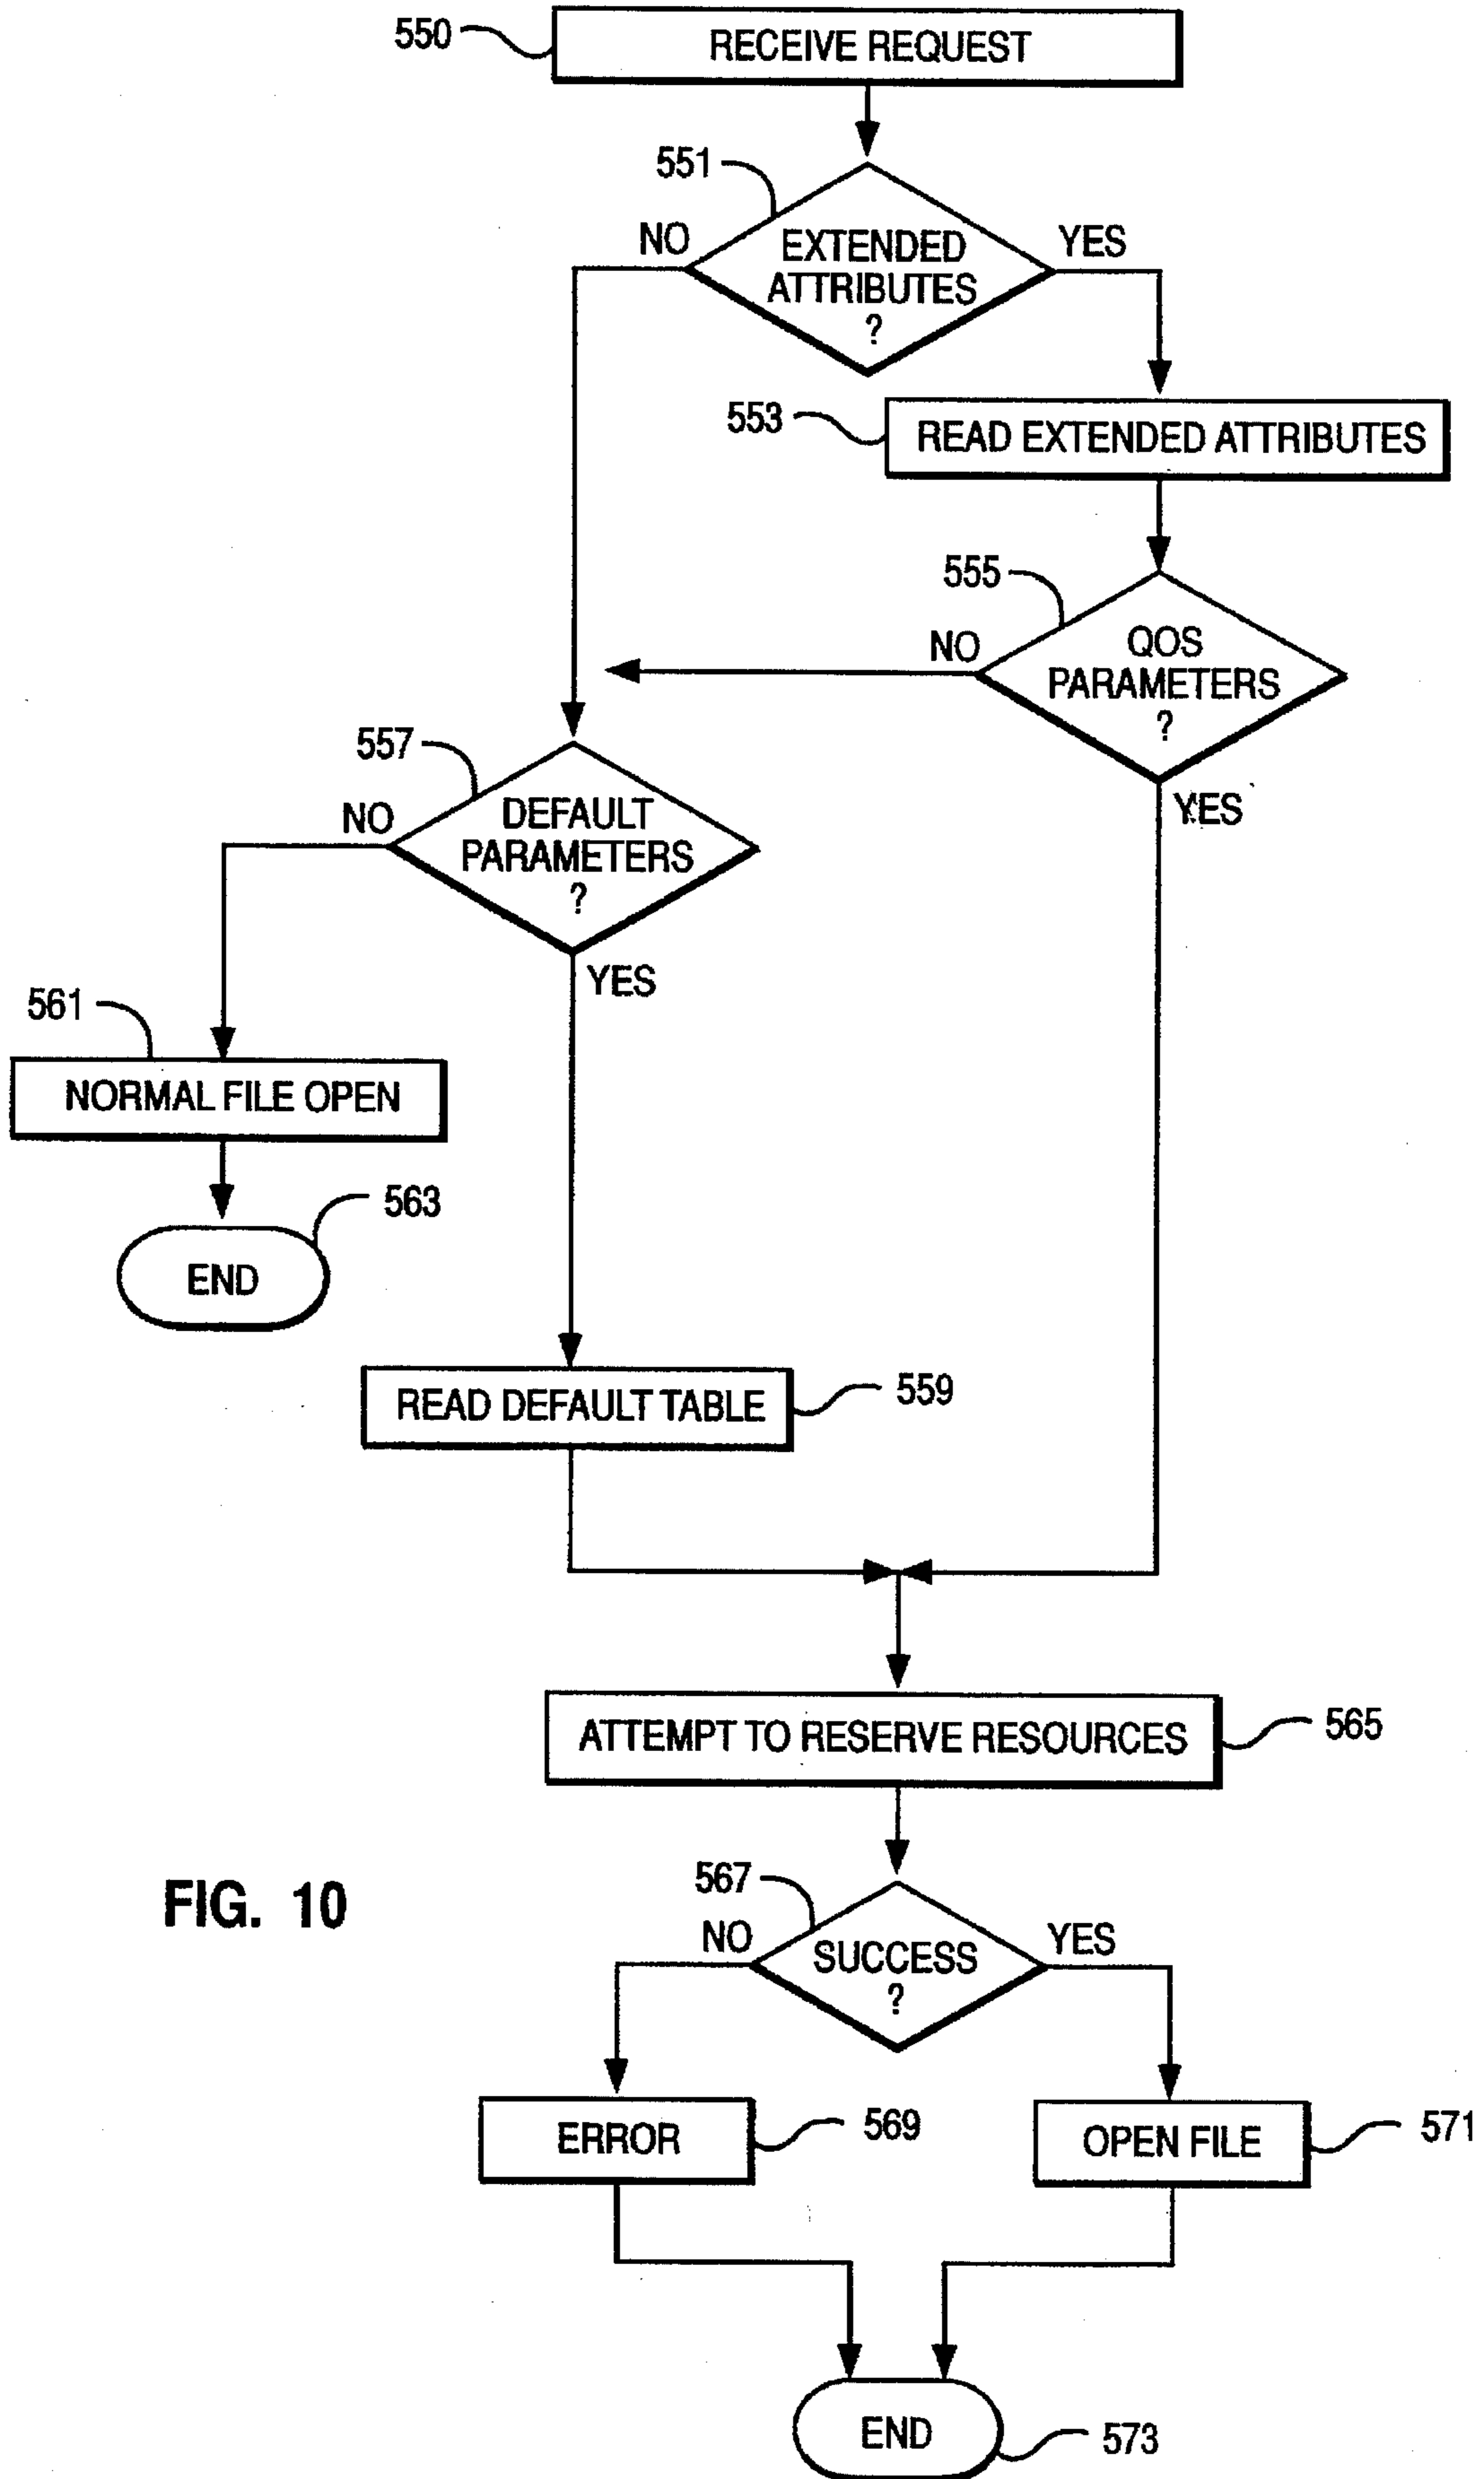 550
RECEIVE REQUEST
551
NO
EXTENDED
ATTRIBUTES
?
YES
553
READ EXTENDED ATTRIBUTES
555
NO
QOS
PARAMETERS
?
YES
557
NO
DEFAULT
PARAMETERS
?
YES
561
NORMAL FILE OPEN
563
END
READ DEFAULT TABLE
559
ATTEMPT TO RESERVE RESOURCES
565
FIG. 10
567
NO
SUCCESS
?
YES
ERROR
569
OPEN FILE
571
END
573